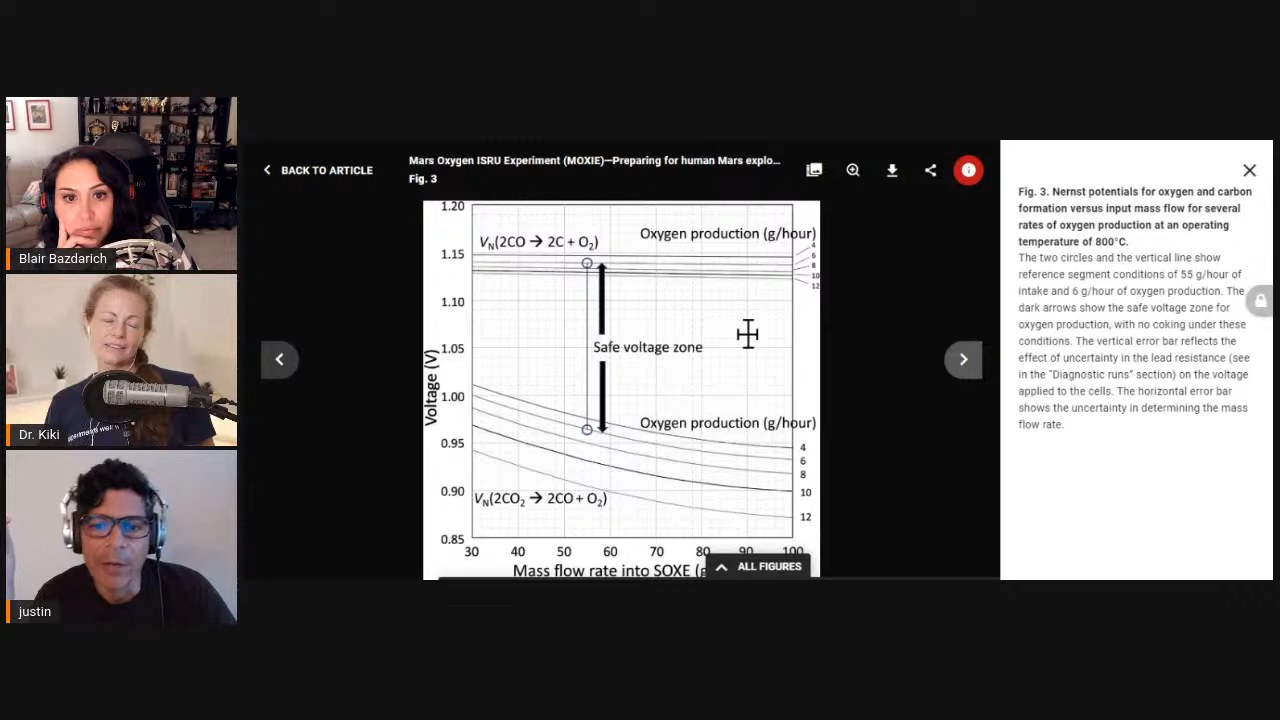 Blair Bazdarich
Dr. Kiki
justin
BACK TO ARTICLE
Mars Oxygen ISRU Experiment (MOXIE)—Preparing for human Mars explo...
Fig. 3
1.20
1.15
1.10
1.05
1.00
0.95
0.90
0.85
Voltage (V)
V_N(2CO → 2C + O₂)
Oxygen production (g/hour)
4
6
8
10
12
Safe voltage zone
Oxygen production (g/hour)
4
6
8
10
12
V_N(2CO₂ → 2CO + O₂)
30 40 50 60 70 80 90 100
Mass flow rate into SOXE (g
ALL FIGURES
Fig. 3. Nernst potentials for oxygen and carbon
formation versus input mass flow for several
rates of oxygen production at an operating
temperature of 800°C.
The two circles and the vertical line show
reference segment conditions of 55 g/hour of
intake and 6 g/hour of oxygen production. The
dark arrows show the safe voltage zone for
oxygen production, with no coking under these
conditions. The vertical error bar reflects the
effect of uncertainty in the lead resistance (see
in the “Diagnostic runs” section) on the voltage
applied to the cells. The horizontal error bar
shows the uncertainty in determining the mass
flow rate.